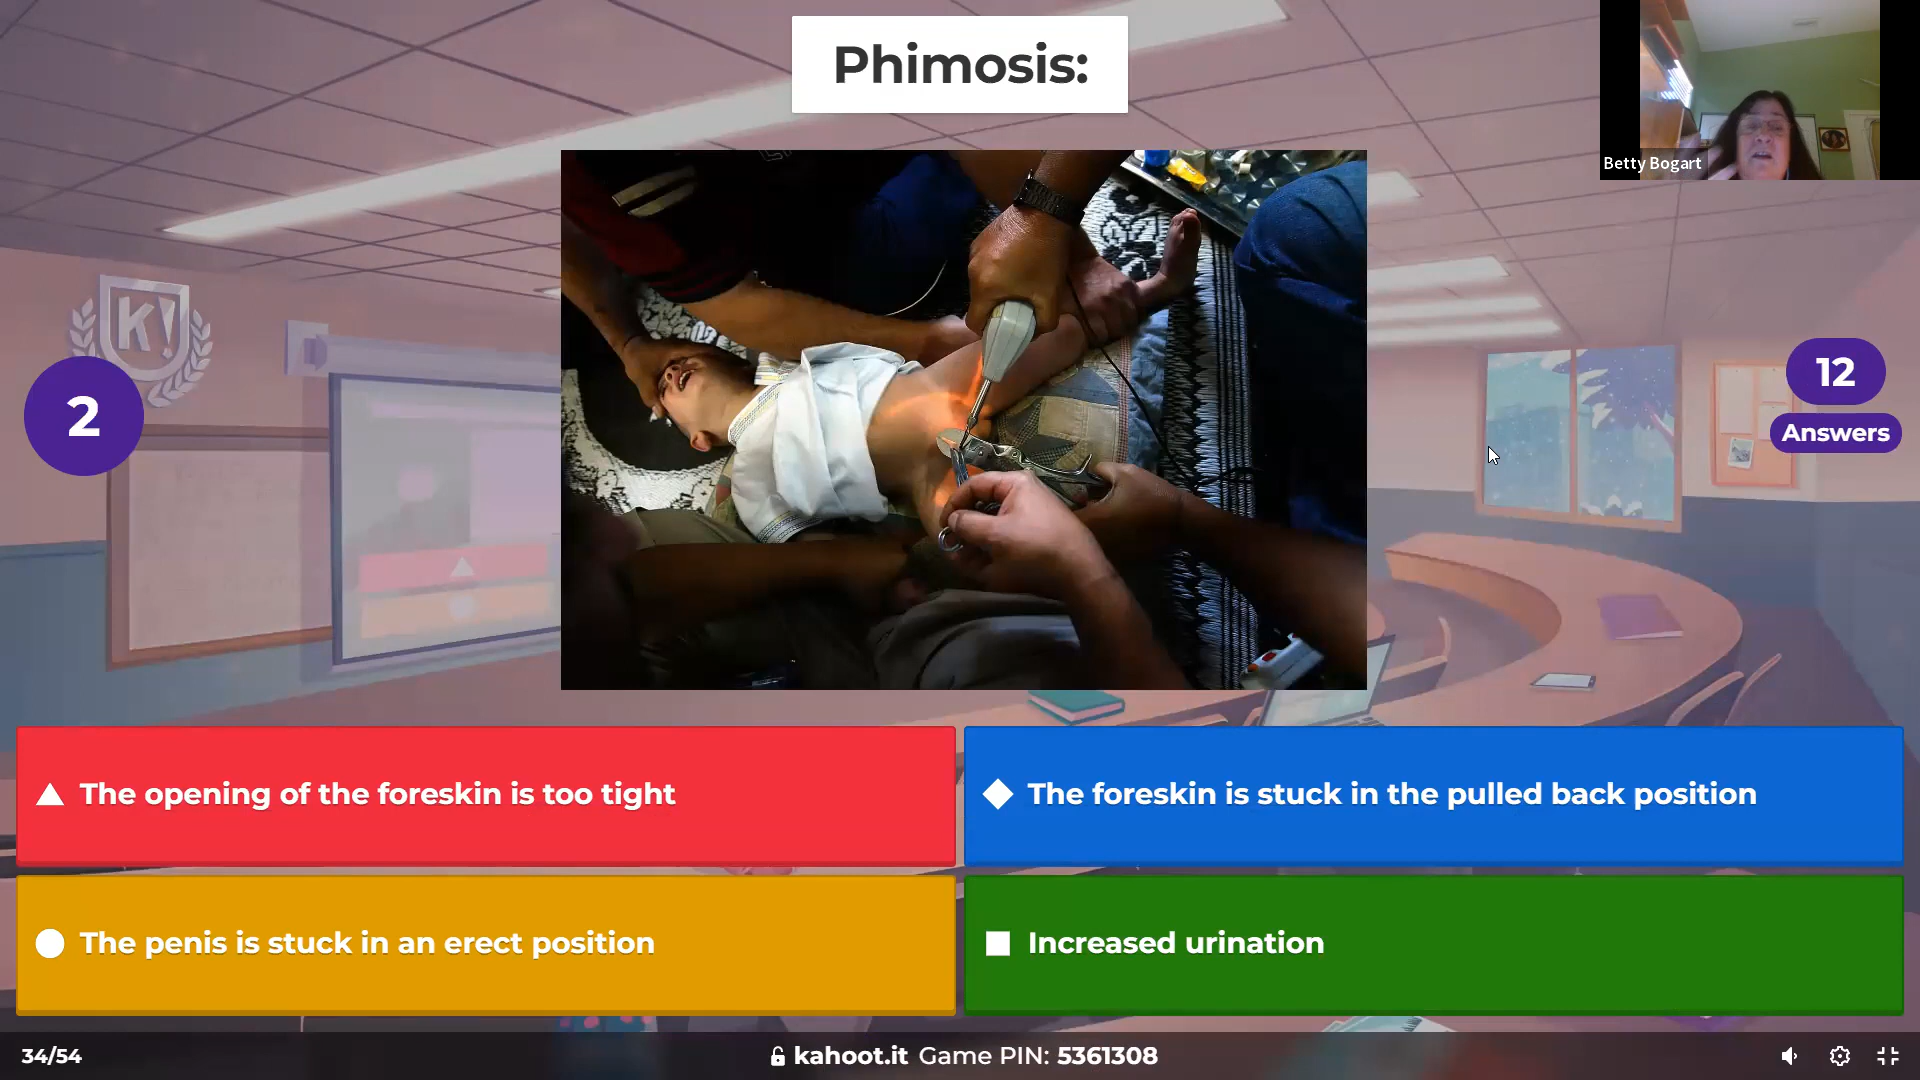 Phimosis:
Betty Bogart
K!
2
12
Answers
The opening of the foreskin is too tight
The foreskin is stuck in the pulled back position
The penis is stuck in an erect position
Increased urination
34/54
kahoot.it Game PIN: 5361308